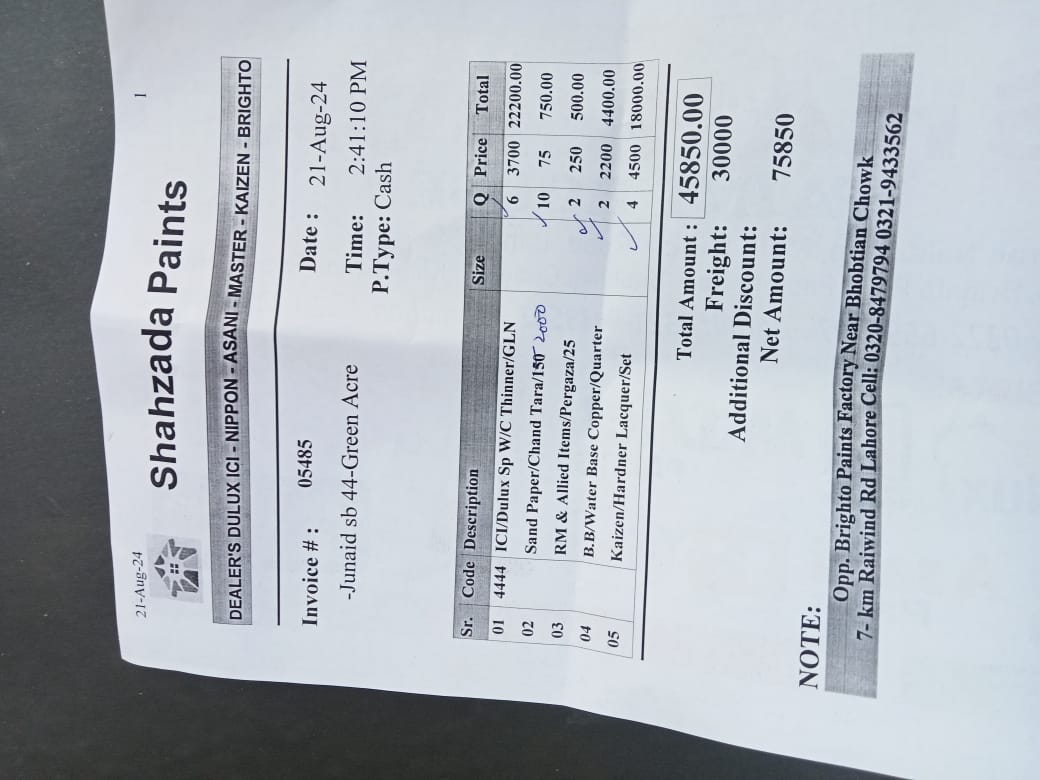 21-Aug-24 1
Shahzada Paints
DEALER'S DULUX ICI - NIPPON - ASANI - MASTER - KAIZEN - BRIGHTO
Invoice # : 05485 Date : 21-Aug-24
-Junaid sb 44-Green Acre Time: 2:41:10 PM
P.Type: Cash
Sr. Code Description Size Q Price Total
01 4444 ICI/Dulux Sp W/C Thinner/GLN 6 3700 22200.00
02 Sand Paper/Chand Tara/150 2000 10 75 750.00
03 RM & Allied Items/Pergaza/25 2 250 500.00
04 B.B/Water Base Copper/Quarter 2 2200 4400.00
05 Kaizen/Hardner Lacquer/Set 4 4500 18000.00
Total Amount : 45850.00
Freight: 30000
Additional Discount:
Net Amount: 75850
NOTE:
Opp. Brighto Paints Factory Near Bhobtian Chowk
7- km Raiwind Rd Lahore Cell: 0320-8479794 0321-9433562